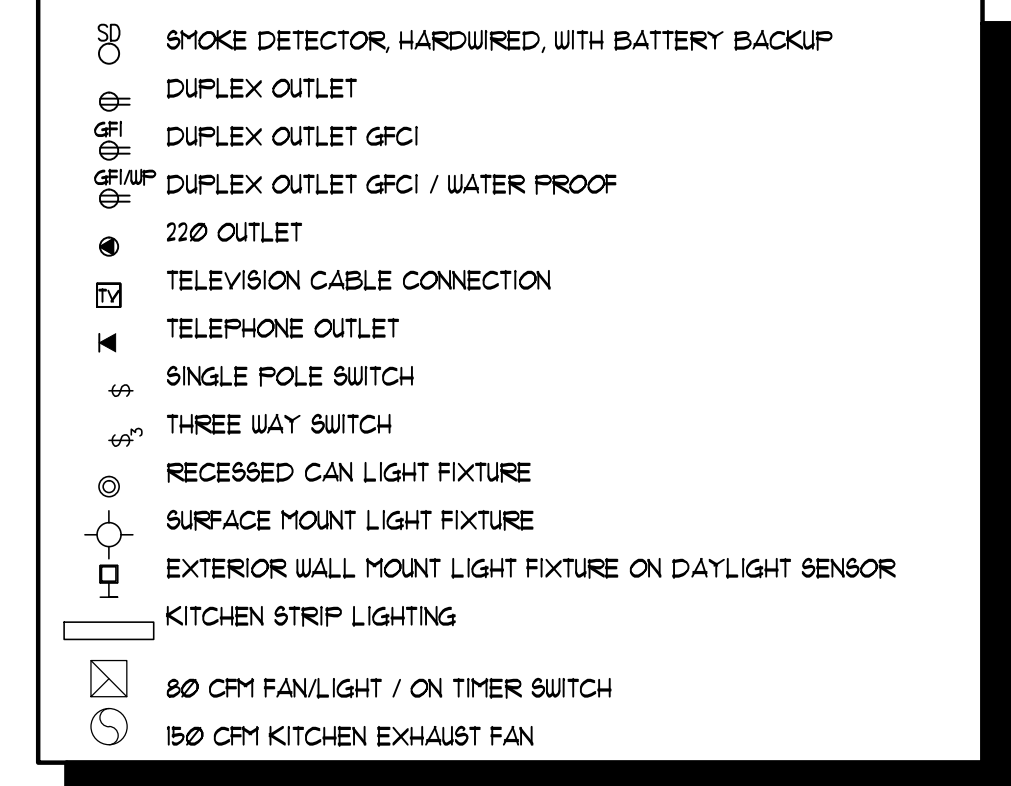 SD SMOKE DETECTOR, HARDWIRED, WITH BATTERY BACKUP
DUPLEX OUTLET
GFI DUPLEX OUTLET GFCI
GFI/WP DUPLEX OUTLET GFCI / WATER PROOF
220 OUTLET
TV TELEVISION CABLE CONNECTION
TELEPHONE OUTLET
$ SINGLE POLE SWITCH
$3 THREE WAY SWITCH
RECESSED CAN LIGHT FIXTURE
SURFACE MOUNT LIGHT FIXTURE
EXTERIOR WALL MOUNT LIGHT FIXTURE ON DAYLIGHT SENSOR
KITCHEN STRIP LIGHTING
80 CFM FAN/LIGHT / ON TIMER SWITCH
150 CFM KITCHEN EXHAUST FAN